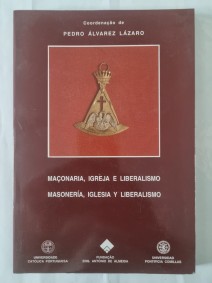 Coordenação de
PEDRO ÁLVAREZ LÁZARO
MAÇONARIA, IGREJA E LIBERALISMO
MASONERÍA, IGLESIA Y LIBERALISMO
UNIVERSIDADE
CATÓLICA PORTUGUESA
FUNDAÇÃO
ENG. ANTÓNIO DE ALMEIDA
UNIVERSIDAD
PONTIFICIA COMILLAS